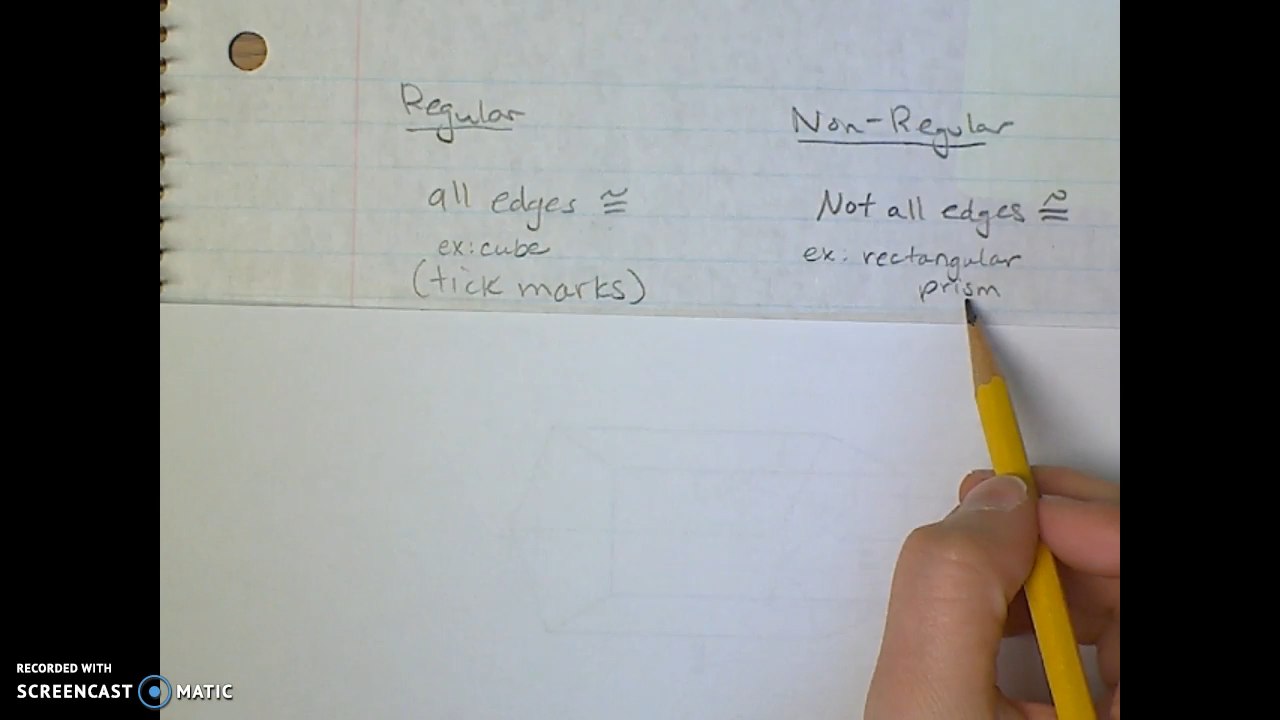 Regular
Non-Regular
all edges ≅
ex: cube
(tick marks)
Not all edges ≅
ex: rectangular
prism
RECORDED WITH
SCREENCAST MATIC